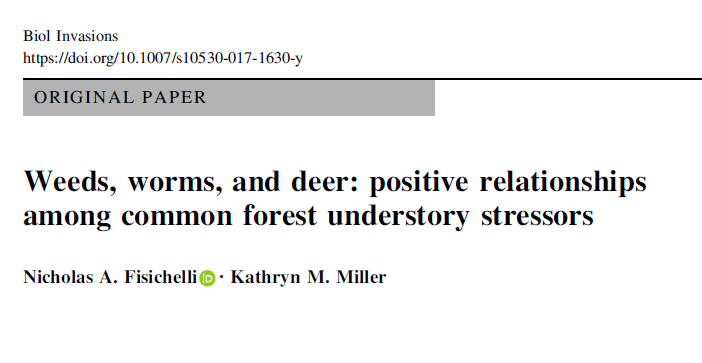 Biol Invasions
https://doi.org/10.1007/s10530-017-1630-y
ORIGINAL PAPER
Weeds, worms, and deer: positive relationships
among common forest understory stressors
Nicholas A. Fisichelli iD · Kathryn M. Miller